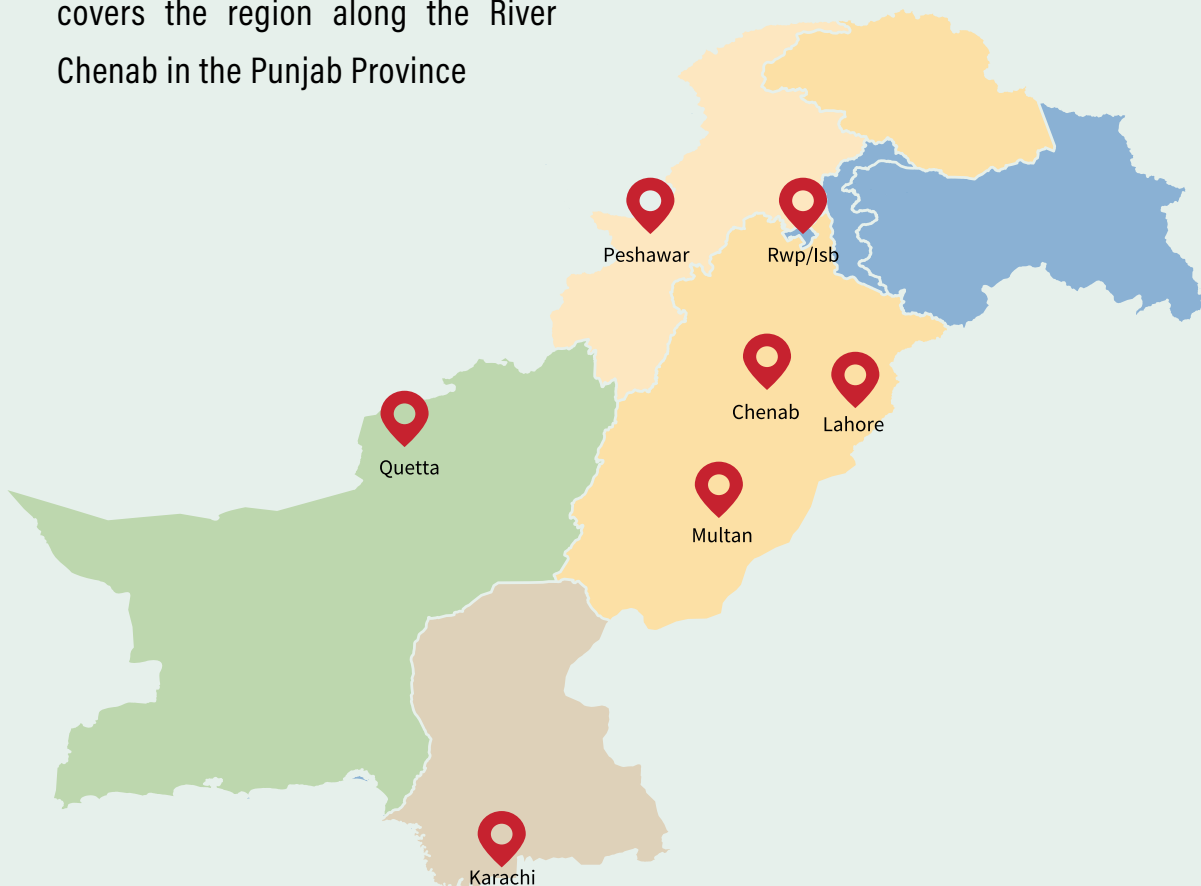 covers the region along the River
Chenab in the Punjab Province
Peshawar
Rwp/Isb
Chenab
Lahore
Quetta
Multan
Karachi